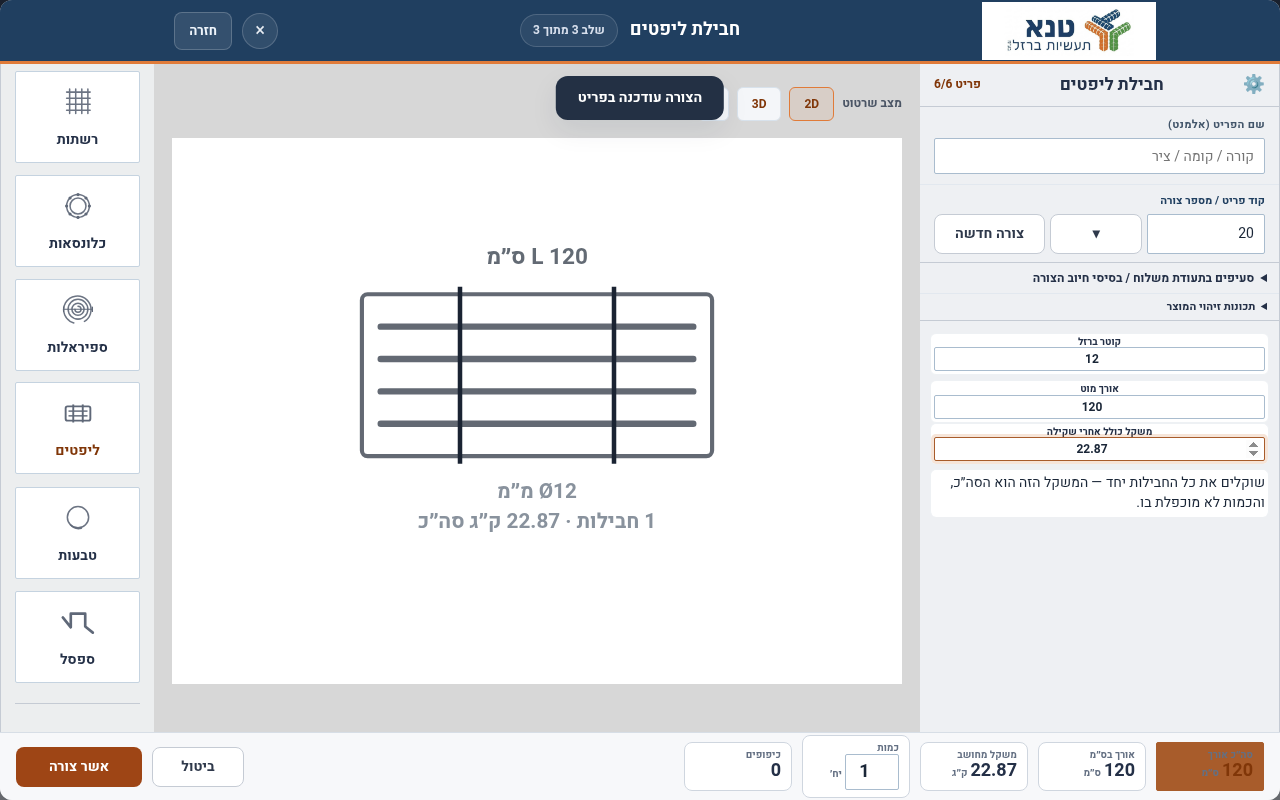 טנא
תעשיות ברזל
חבילת ליפטים
שלב 3 מתוך 3
×
חזרה
חבילת ליפטים
פריט 6/6
שם הפריט (אלמנט)
קורה / קומה / ציר
קוד פריט / מספר צורה
20
▼
צורה חדשה
סעיפים בתעודת משלוח / בסיסי חיוב הצורה
תכונות זיהוי המוצר
קוטר ברזל
12
אורך מוט
120
משקל כולל אחרי שקילה
22.87
שוקלים את כל החבילות יחד — המשקל הזה הוא הסה״כ,
והכמות לא מוכפלת בו.
מצב שרטוט
2D
3D
הצורה עודכנה בפריט
L 120 ס״מ
Ø12 מ״מ
1 חבילות · 22.87 ק״ג סה״כ
רשתות
כלונסאות
ספיראלות
ליפטים
טבעות
ספסל
120
אורך בס״מ
120 ס״מ
משקל מחושב
22.87 ק״ג
כמות
1 יח׳
כיפופים
0
ביטול
אשר צורה